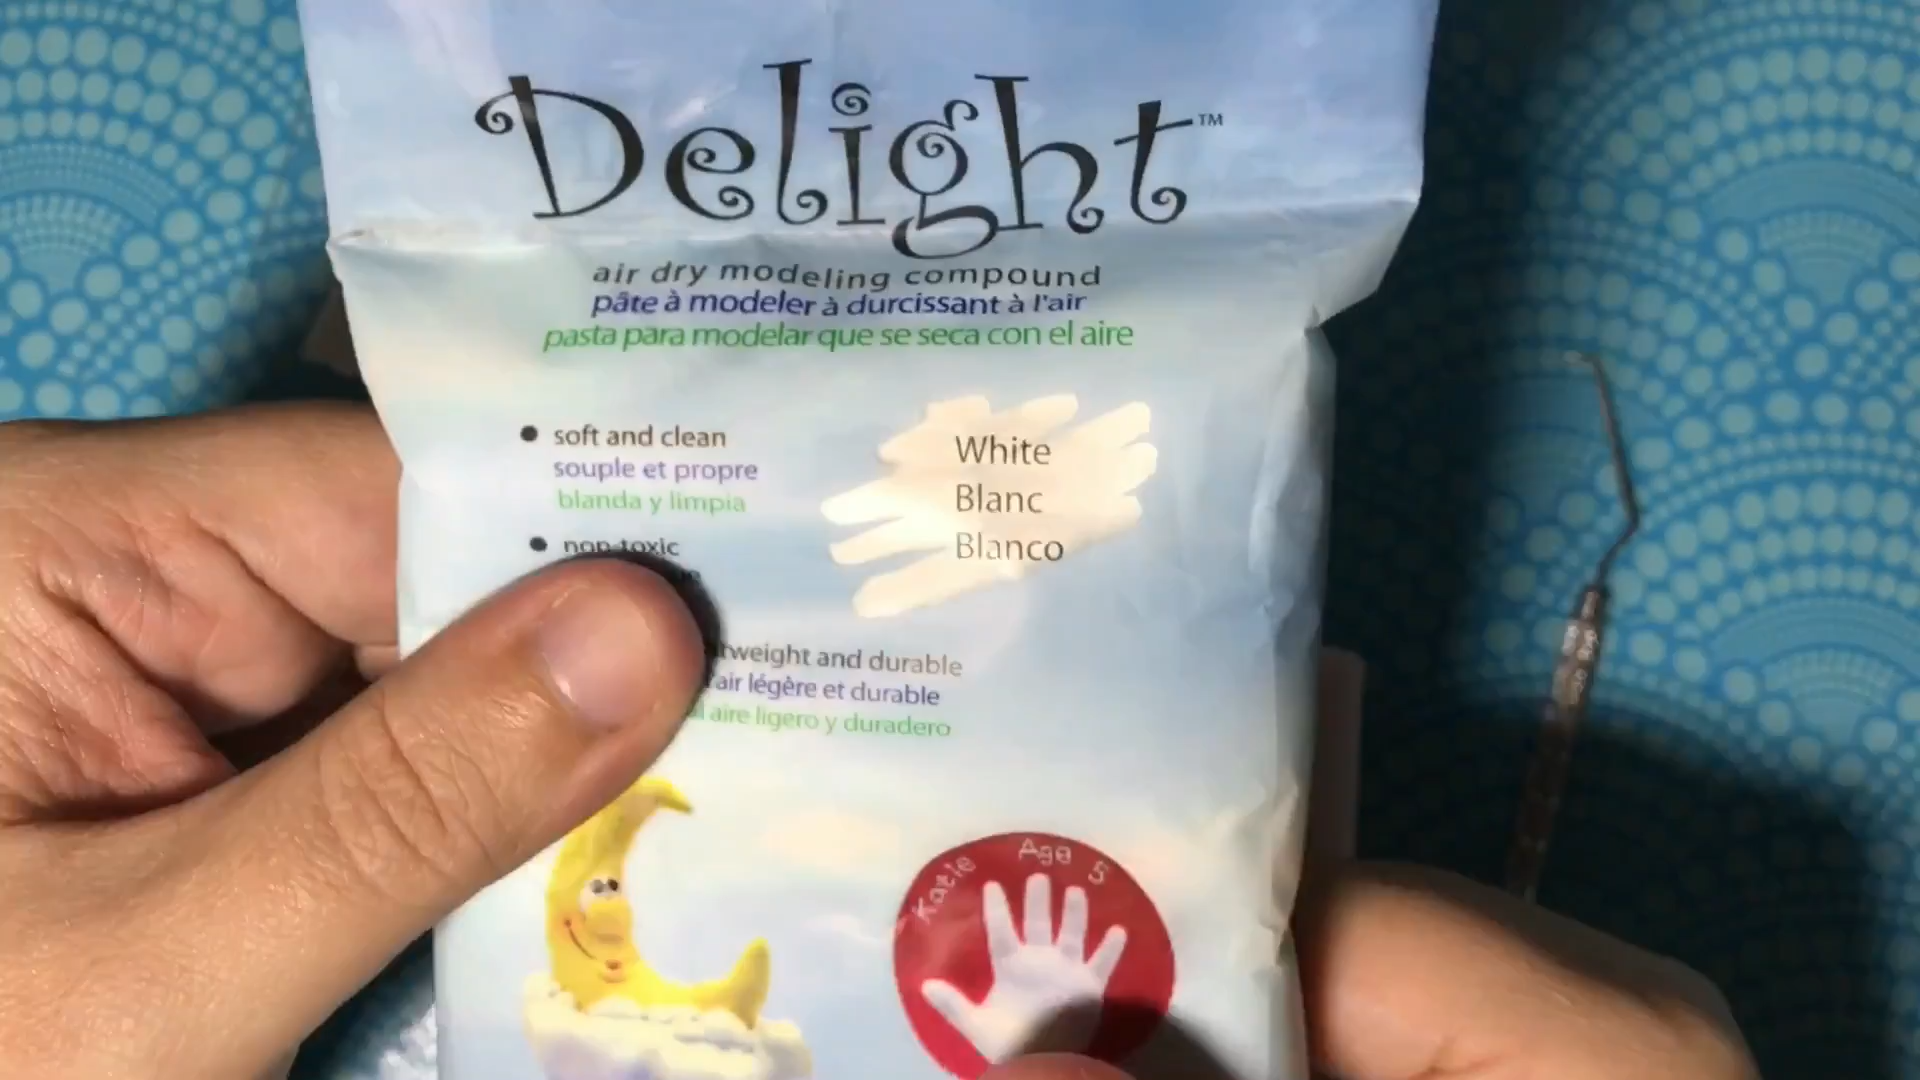 Delight™
air dry modeling compound
pâte à modeler à durcissant à l'air
pasta para modelar que se seca con el aire
• soft and clean
souple et propre
blanda y limpia
• non-toxic
White
Blanc
Blanco
and durable
légère et durable
aire ligero y duradero
Katie Age 5